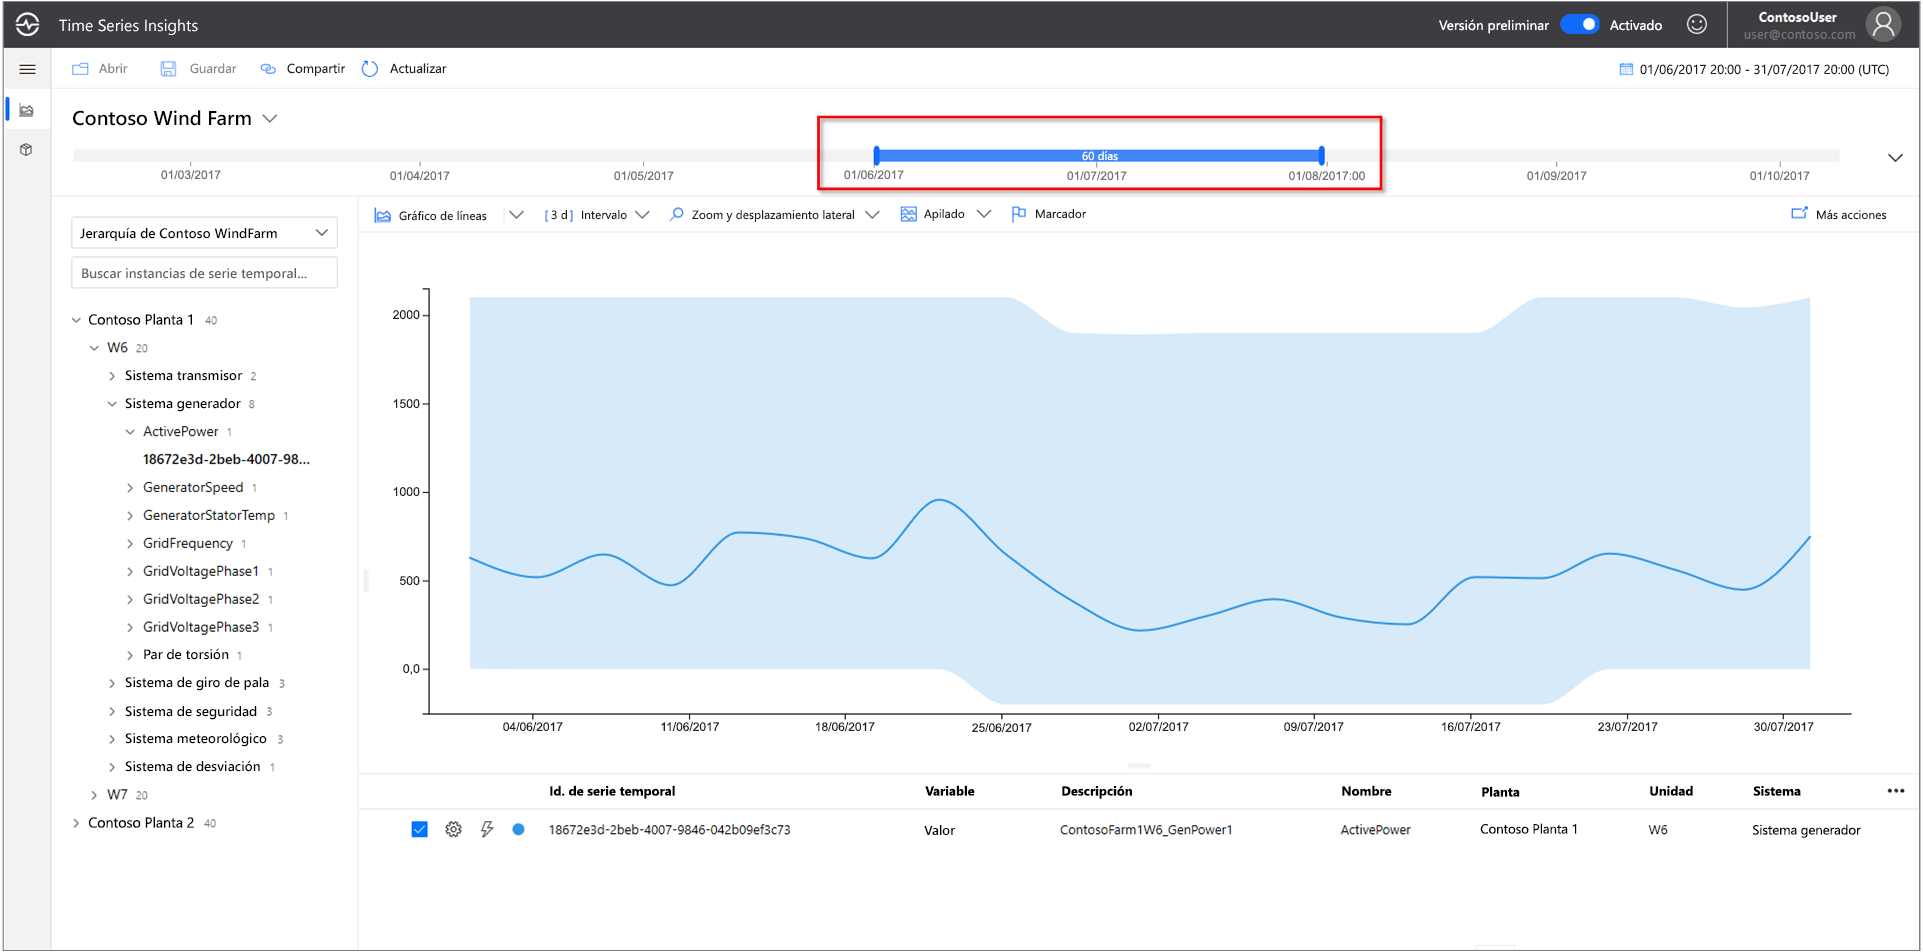 Time Series Insights
Versión preliminar
Activado
ContosoUser
user@contoso.com
Abrir
Guardar
Compartir
Actualizar
01/06/2017 20:00 - 31/07/2017 20:00 (UTC)
Contoso Wind Farm
60 días
01/03/2017
01/04/2017
01/05/2017
01/06/2017
01/07/2017
01/08/2017:00
01/09/2017
01/10/2017
Jerarquía de Contoso WindFarm
Buscar instancias de serie temporal...
Contoso Planta 1 40
W6 20
Sistema transmisor 2
Sistema generador 8
ActivePower 1
18672e3d-2beb-4007-98...
GeneratorSpeed 1
GeneratorStatorTemp 1
GridFrequency 1
GridVoltagePhase1 1
GridVoltagePhase2 1
GridVoltagePhase3 1
Par de torsión 1
Sistema de giro de pala 3
Sistema de seguridad 3
Sistema meteorológico 3
Sistema de desviación 1
W7 20
Contoso Planta 2 40
Gráfico de líneas
[3 d] Intervalo
Zoom y desplazamiento lateral
Apilado
Marcador
Más acciones
2000
1500
1000
500
0,0
04/06/2017
11/06/2017
18/06/2017
25/06/2017
02/07/2017
09/07/2017
16/07/2017
23/07/2017
30/07/2017
Id. de serie temporal
Variable
Descripción
Nombre
Planta
Unidad
Sistema
18672e3d-2beb-4007-9846-042b09ef3c73
Valor
ContosoFarm1W6_GenPower1
ActivePower
Contoso Planta 1
W6
Sistema generador